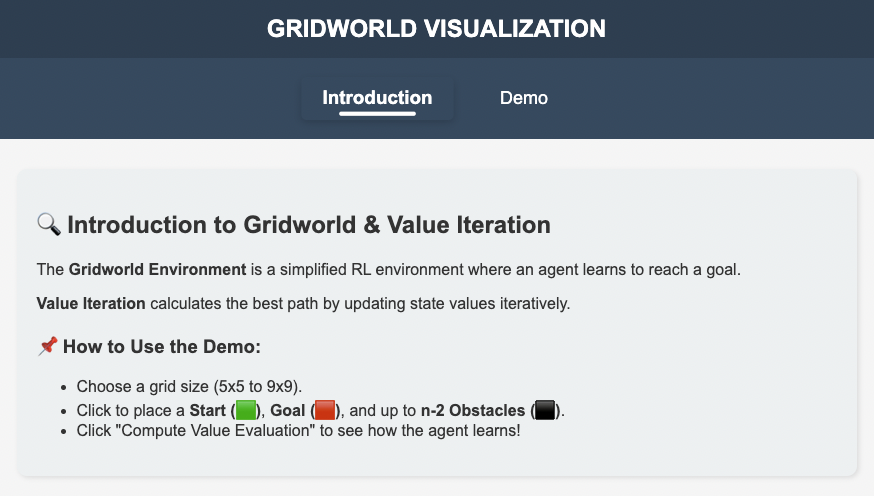 GRIDWORLD VISUALIZATION
Introduction
Demo
🔍 Introduction to Gridworld & Value Iteration
The Gridworld Environment is a simplified RL environment where an agent learns to reach a goal.
Value Iteration calculates the best path by updating state values iteratively.
📌 How to Use the Demo:
• Choose a grid size (5x5 to 9x9).
• Click to place a Start (🟩), Goal (🟥), and up to n-2 Obstacles (⬛).
• Click "Compute Value Evaluation" to see how the agent learns!